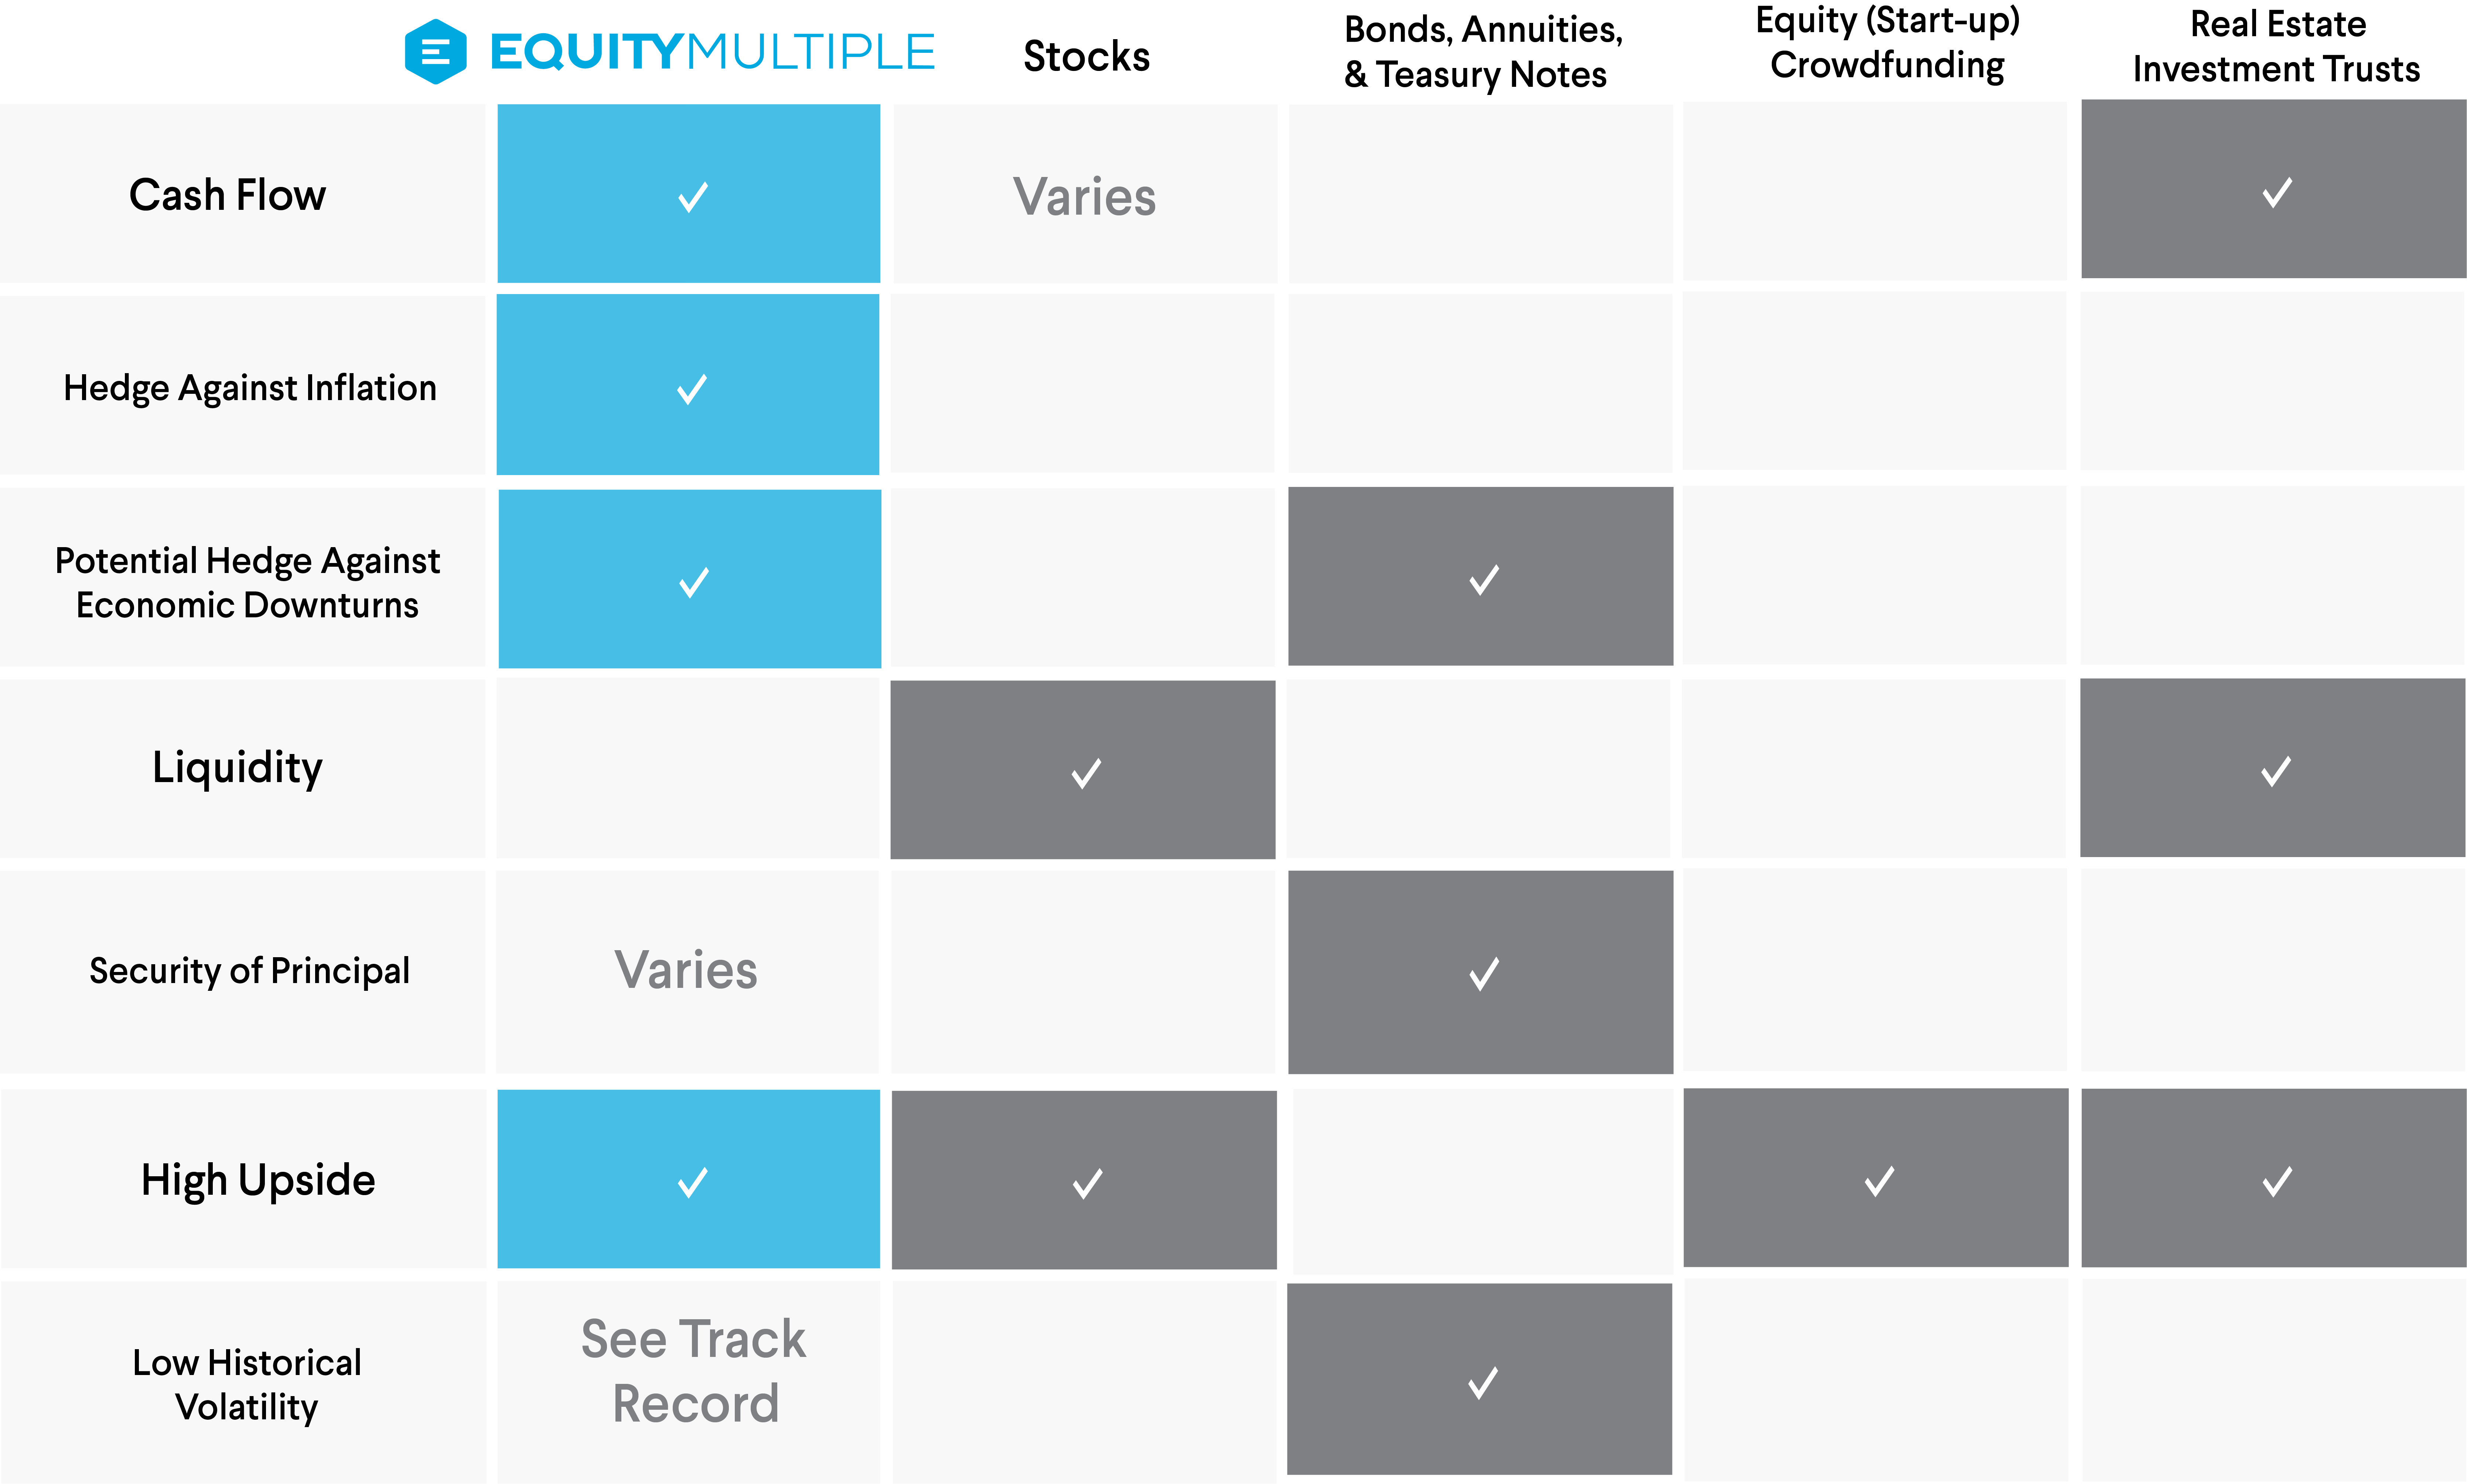 EQUITYMULTIPLE
Stocks
Bonds, Annuities,
& Teasury Notes
Equity (Start-up)
Crowdfunding
Real Estate
Investment Trusts
Cash Flow
Varies
Hedge Against Inflation
Potential Hedge Against
Economic Downturns
Liquidity
Security of Principal
Varies
High Upside
Low Historical
Volatility
See Track
Record